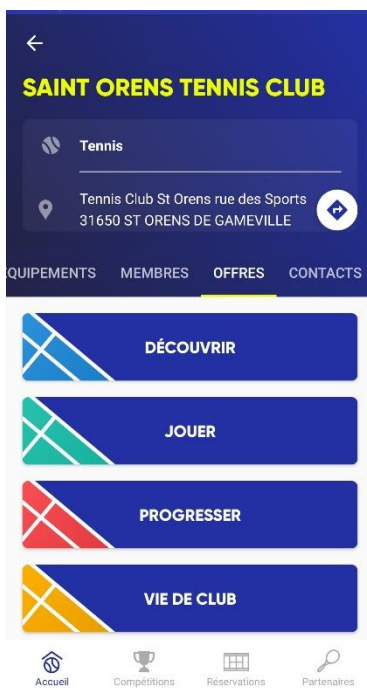 SAINT ORENS TENNIS CLUB
Tennis
Tennis Club St Orens rue des Sports
31650 ST ORENS DE GAMEVILLE
QUIPEMENTS MEMBRES OFFRES CONTACTS
DÉCOUVRIR
JOUER
PROGRESSER
VIE DE CLUB
Accueil Compétitions Réservations Partenaires